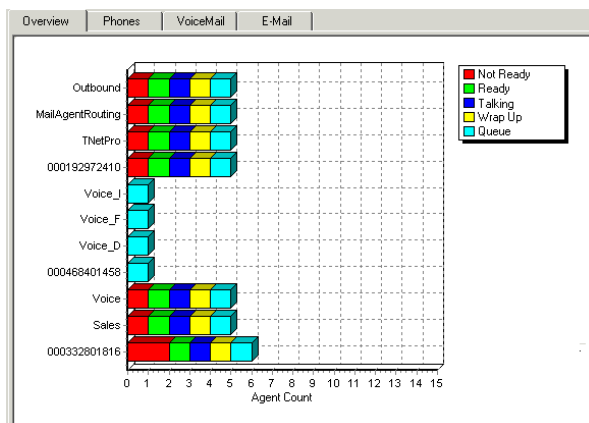 Overview Phones VoiceMail E-Mail
Not Ready
Ready
Talking
Wrap Up
Queue
Outbound
MailAgentRouting
TNetPro
000192972410
Voice_I
Voice_F
Voice_D
000468401458
Voice
Sales
000332801816
0 1 2 3 4 5 6 7 8 9 10 11 12 13 14 15
Agent Count